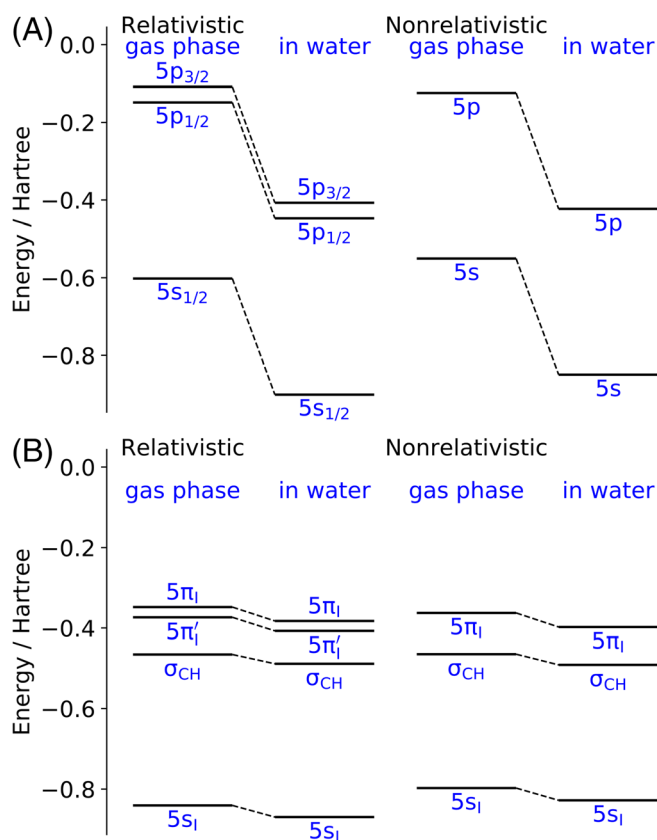 (A)
Relativistic
Nonrelativistic
gas phase
in water
gas phase
in water
Energy / Hartree
0.0
−0.2
−0.4
−0.6
−0.8
5p3/2
5p1/2
5s1/2
5p3/2
5p1/2
5s1/2
5p
5s
5p
5s
(B)
Relativistic
Nonrelativistic
gas phase
in water
gas phase
in water
Energy / Hartree
0.0
−0.2
−0.4
−0.6
−0.8
5πI
5π′I
σCH
5sI
5πI
5π′I
σCH
5sI
5πI
σCH
5sI
5πI
σCH
5sI